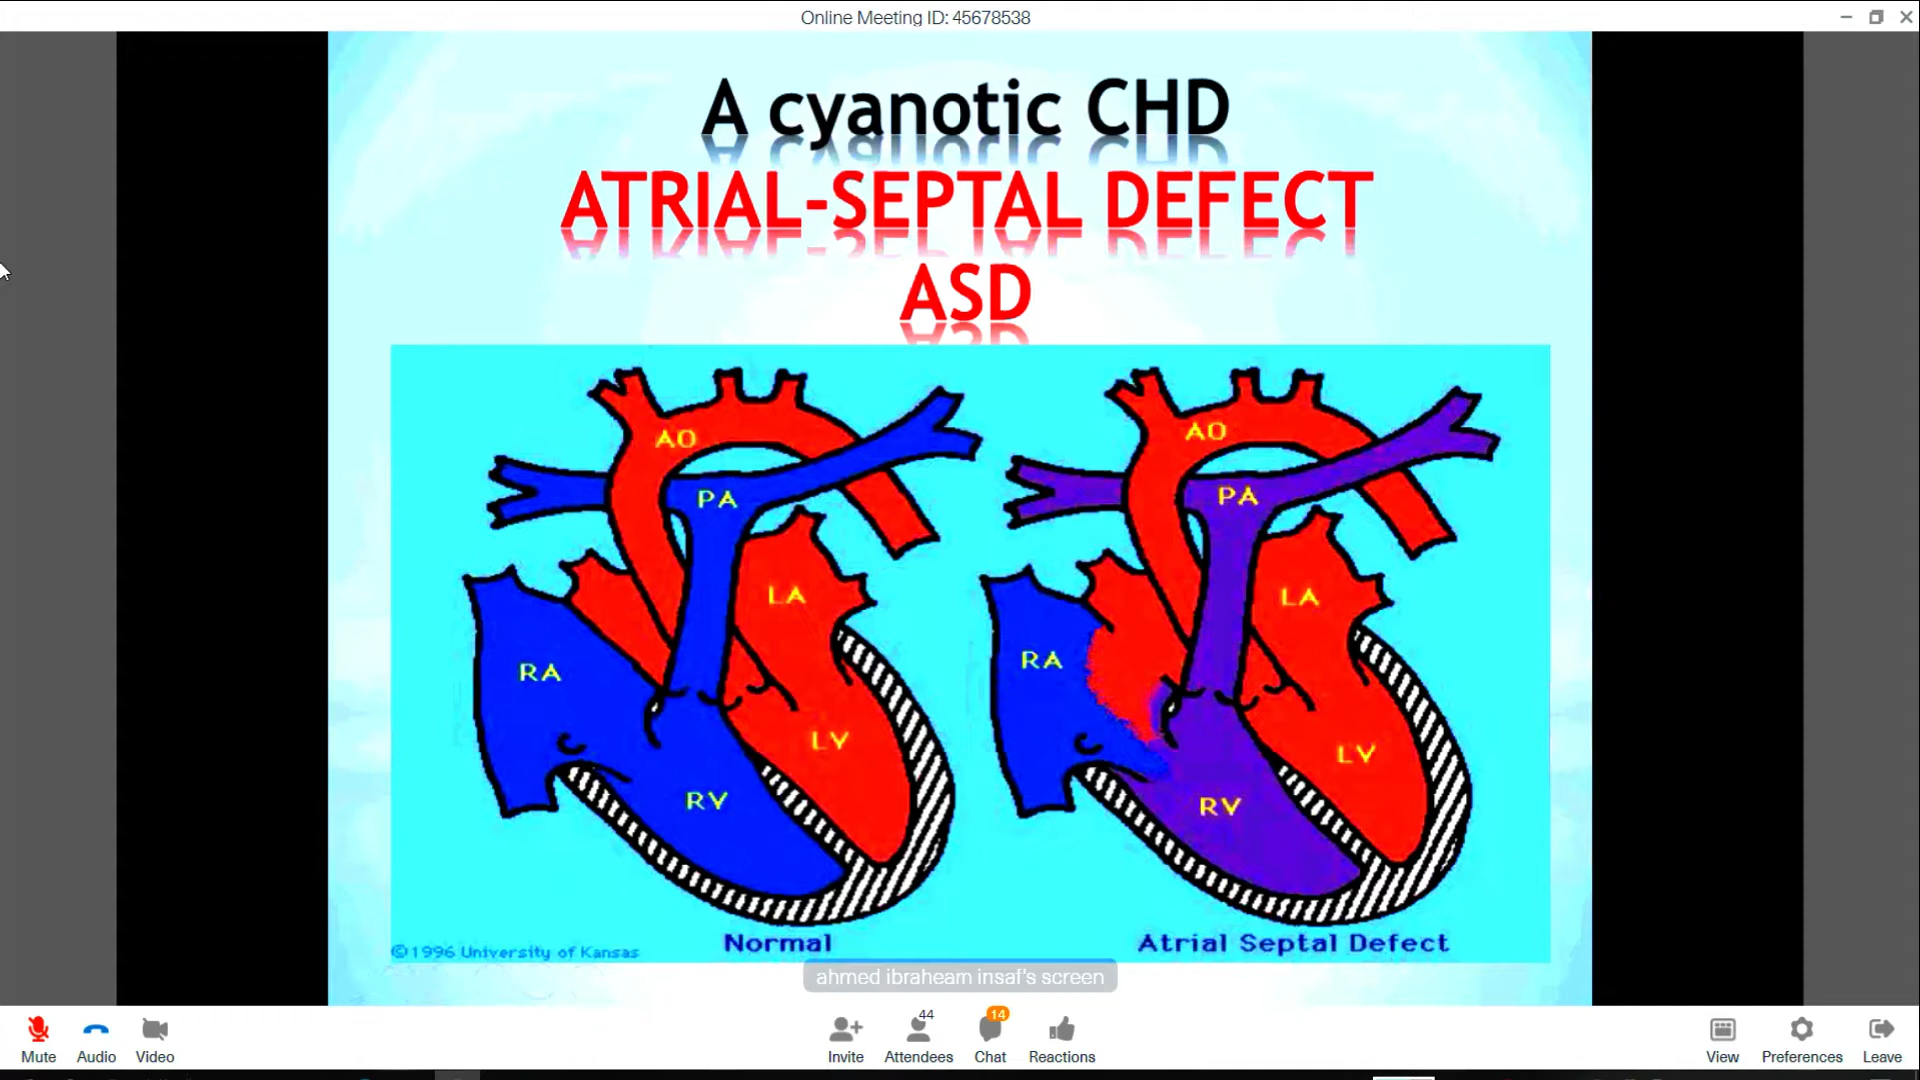 Online Meeting ID: 45678538
A cyanotic CHD
ATRIAL-SEPTAL DEFECT
ASD
AO
PA
LA
RA
LV
RV
AO
PA
LA
RA
LV
RV
Normal
Atrial Septal Defect
©1996 University of Kansas
ahmed ibraheam insaf's screen
44
14
Mute
Audio
Video
Invite
Attendees
Chat
Reactions
View
Preferences
Leave